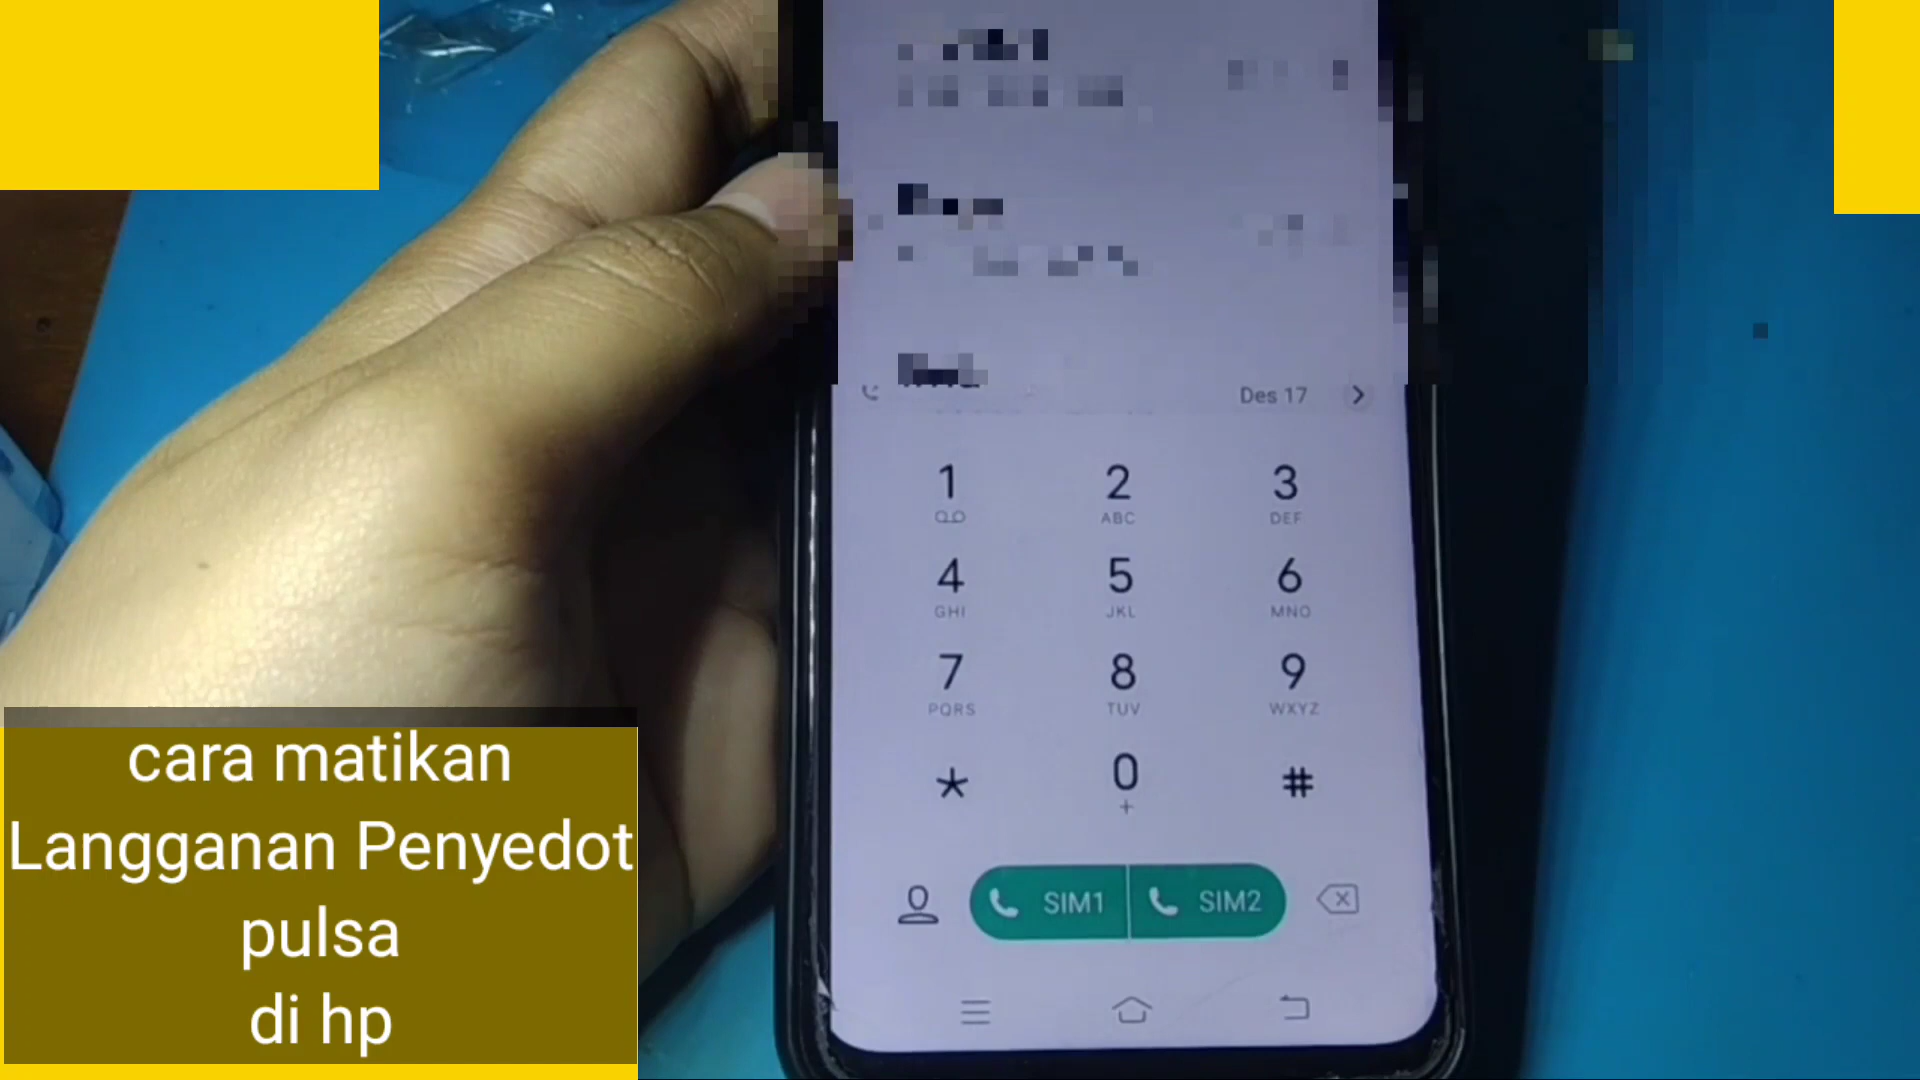 Des 17
1
2
ABC
3
DEF
4
GHI
5
JKL
6
MNO
7
PQRS
8
TUV
9
WXYZ
*
0
+
#
SIM1
SIM2
cara matikan
Langganan Penyedot
pulsa
di hp